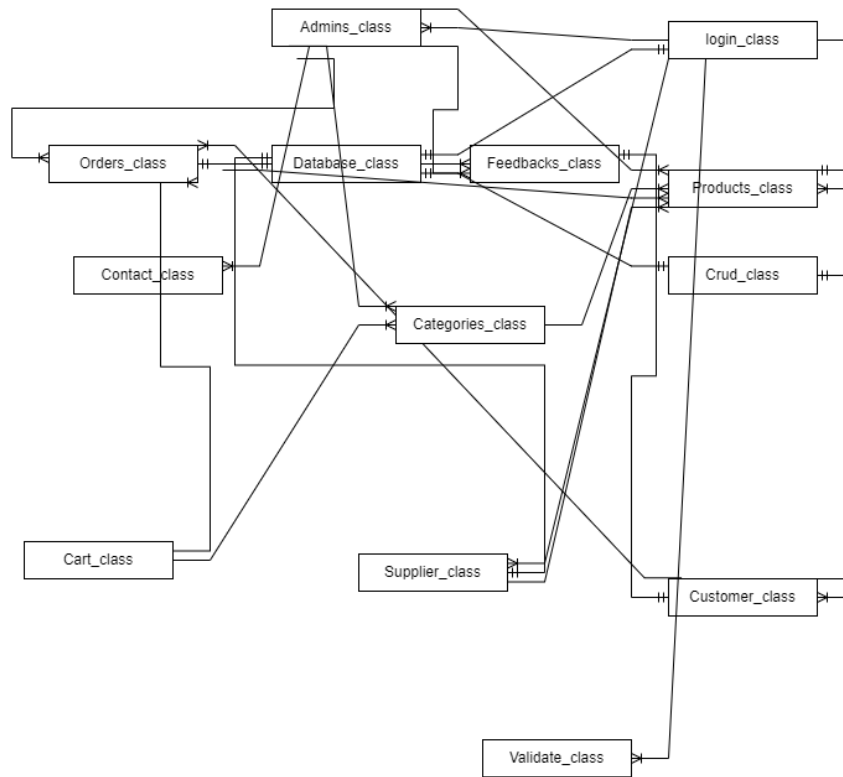 Admins_class
login_class
Orders_class
Database_class
Feedbacks_class
Products_class
Contact_class
Crud_class
Categories_class
Cart_class
Supplier_class
Customer_class
Validate_class